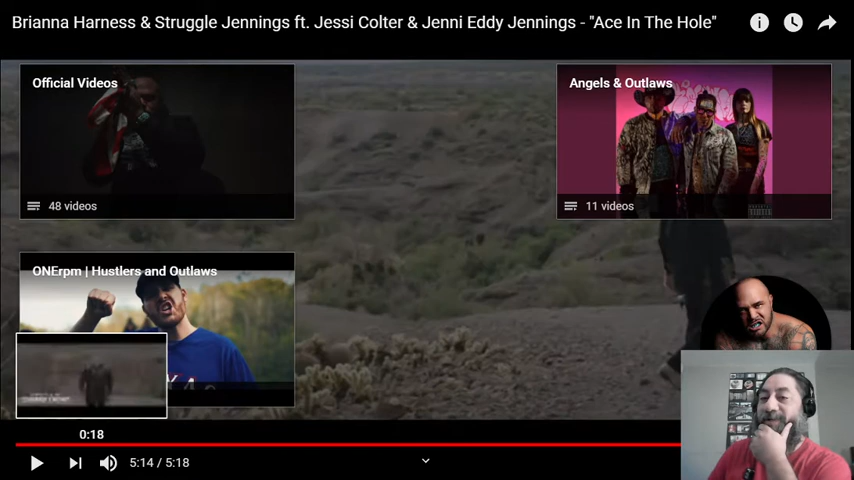 Brianna Harness & Struggle Jennings ft. Jessi Colter & Jenni Eddy Jennings - "Ace In The Hole"
Official Videos
48 videos
Angels & Outlaws
11 videos
ONErpm | Hustlers and Outlaws
0:18
5:14 / 5:18